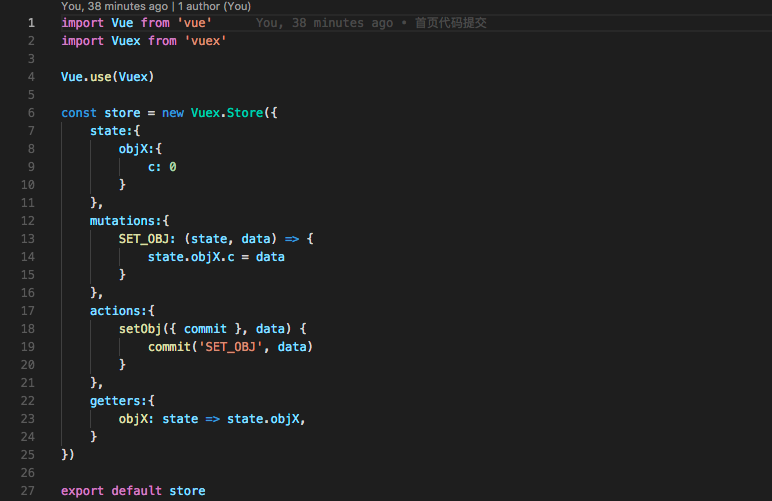 You, 38 minutes ago | 1 author (You)
1 import Vue from 'vue' You, 38 minutes ago • 首页代码提交
2 import Vuex from 'vuex'
3
4 Vue.use(Vuex)
5
6 const store = new Vuex.Store({
7     state:{
8         objX:{
9             c: 0
10         }
11     },
12     mutations:{
13         SET_OBJ: (state, data) => {
14             state.objX.c = data
15         }
16     },
17     actions:{
18         setObj({ commit }, data) {
19             commit('SET_OBJ', data)
20         }
21     },
22     getters:{
23         objX: state => state.objX,
24     }
25 })
26
27 export default store